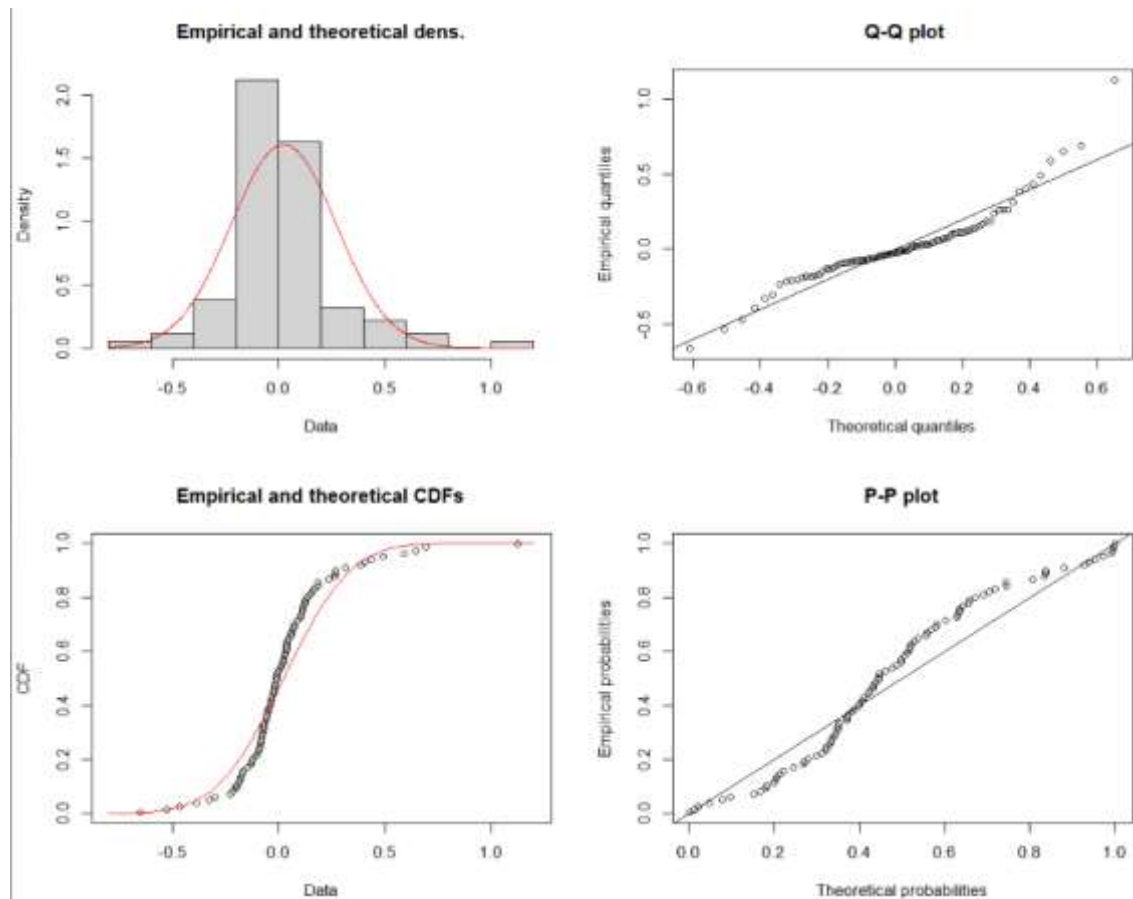 Empirical and theoretical dens.
Density
0.0 0.5 1.0 1.5 2.0
-0.5 0.0 0.5 1.0
Data
Q-Q plot
Empirical quantiles
-0.5 0.0 0.5 1.0
-0.6 -0.4 -0.2 0.0 0.2 0.4 0.6
Theoretical quantiles
Empirical and theoretical CDFs
CDF
0.0 0.2 0.4 0.6 0.8 1.0
-0.5 0.0 0.5 1.0
Data
P-P plot
Empirical probabilities
0.0 0.2 0.4 0.6 0.8 1.0
0.0 0.2 0.4 0.6 0.8 1.0
Theoretical probabilities